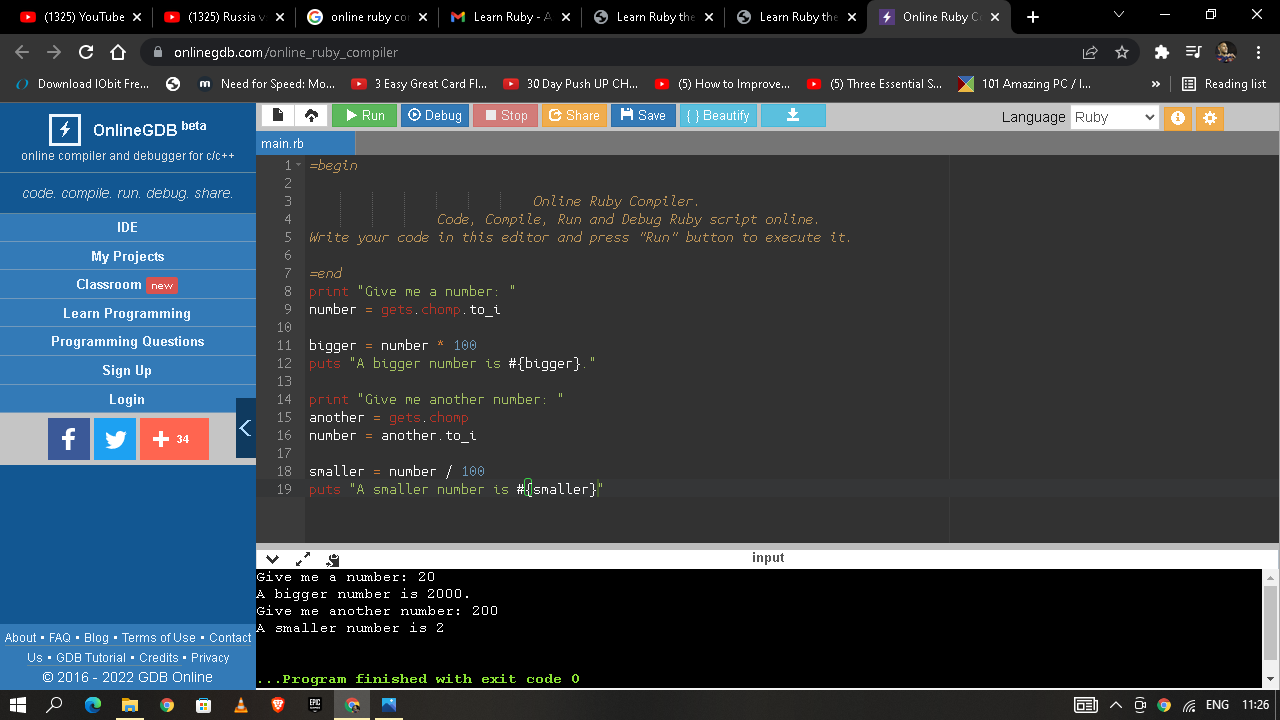 (1325) YouTube
(1325) Russia v
online ruby co
Learn Ruby - A
Learn Ruby the
Learn Ruby the
Online Ruby C
onlinegdb.com/online_ruby_compiler
Download IObit Fre...
Need for Speed: Mo...
3 Easy Great Card Fl...
30 Day Push UP CH...
(5) How to Improve...
(5) Three Essential S...
101 Amazing PC / I...
»
Reading list
OnlineGDB beta
online compiler and debugger for c/c++
code. compile. run. debug. share.
IDE
My Projects
Classroom new
Learn Programming
Programming Questions
Sign Up
Login
f
+ 34
About • FAQ • Blog • Terms of Use • Contact
Us • GDB Tutorial • Credits • Privacy
© 2016 - 2022 GDB Online
Run
Debug
Stop
Share
Save
{ } Beautify
Language Ruby
main.rb
1 =begin
2
3 Online Ruby Compiler.
4 Code, Compile, Run and Debug Ruby script online.
5 Write your code in this editor and press "Run" button to execute it.
6
7 =end
8 print "Give me a number: "
9 number = gets.chomp.to_i
10
11 bigger = number * 100
12 puts "A bigger number is #{bigger}."
13
14 print "Give me another number: "
15 another = gets.chomp
16 number = another.to_i
17
18 smaller = number / 100
19 puts "A smaller number is #{smaller}"
input
Give me a number: 20
A bigger number is 2000.
Give me another number: 200
A smaller number is 2
...Program finished with exit code 0
EPIC
ENG
11:26